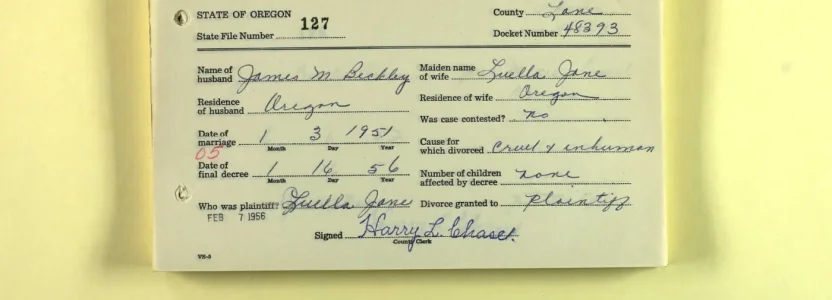 STATE OF OREGON 127 County Lane
State File Number Docket Number 48393
Name of husband James M Beckley Maiden name of wife Luella Jane
Residence of husband Oregon Residence of wife Oregon
Was case contested? no
Date of marriage 1 3 1951 Cause for which divorced Cruel & inhuman
Month Day Year
05
Date of final decree 1 16 56 Number of children affected by decree none
Month Day Year
Who was plaintiff? Luella Jane Divorce granted to plaintiff
FEB 7 1956
Signed Harry L. Chase
County Clerk
VS-5